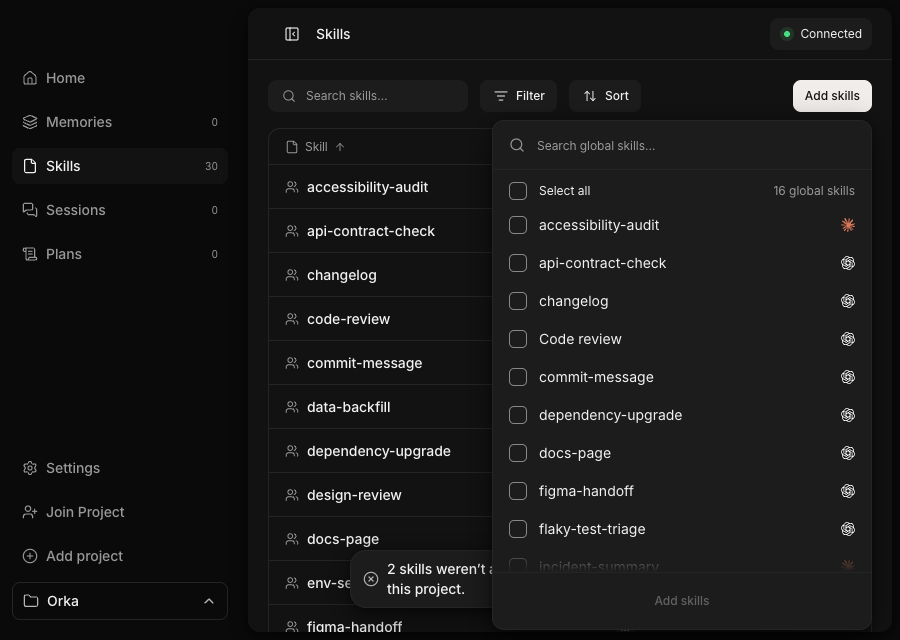 Skills
Connected
Home
Memories
0
Skills
30
Sessions
0
Plans
0
Settings
Join Project
Add project
Orka
Search skills...
Filter
Sort
Add skills
Skill
accessibility-audit
api-contract-check
changelog
code-review
commit-message
data-backfill
dependency-upgrade
design-review
docs-page
env-se
figma-handoff
2 skills weren't
this project.
Search global skills...
Select all
16 global skills
accessibility-audit
api-contract-check
changelog
Code review
commit-message
dependency-upgrade
docs-page
figma-handoff
flaky-test-triage
incident-summary
Add skills